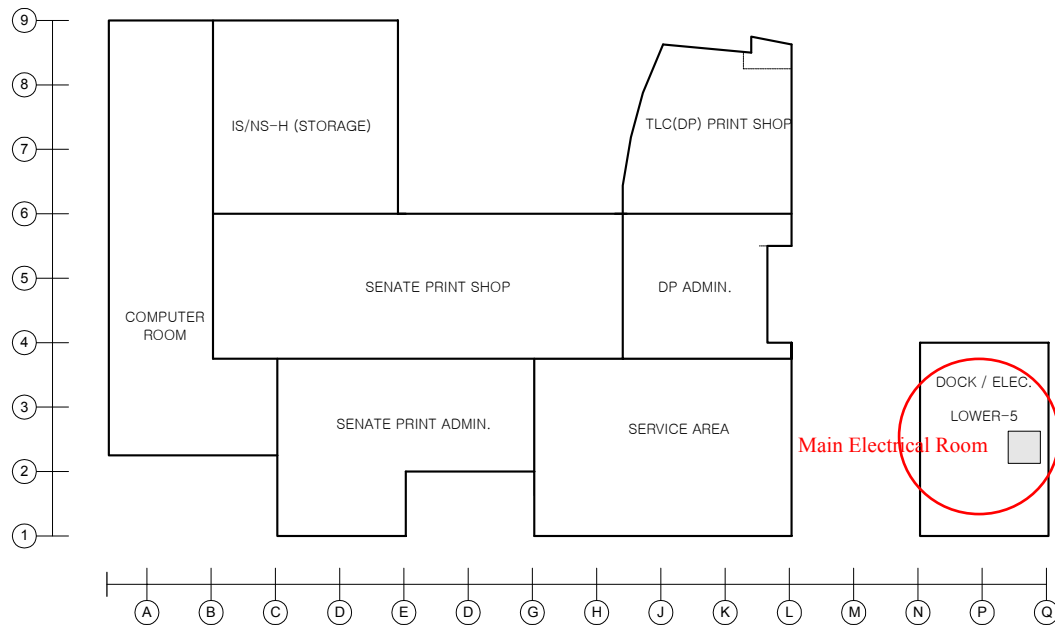 9
8
7
6
5
4
3
2
1
IS/NS-H (STORAGE)
TLC(DP) PRINT SHOP
SENATE PRINT SHOP
DP ADMIN.
COMPUTER
ROOM
SENATE PRINT ADMIN.
SERVICE AREA
DOCK / ELEC.
LOWER-5
Main Electrical Room
A B C D E D G H J K L M N P Q